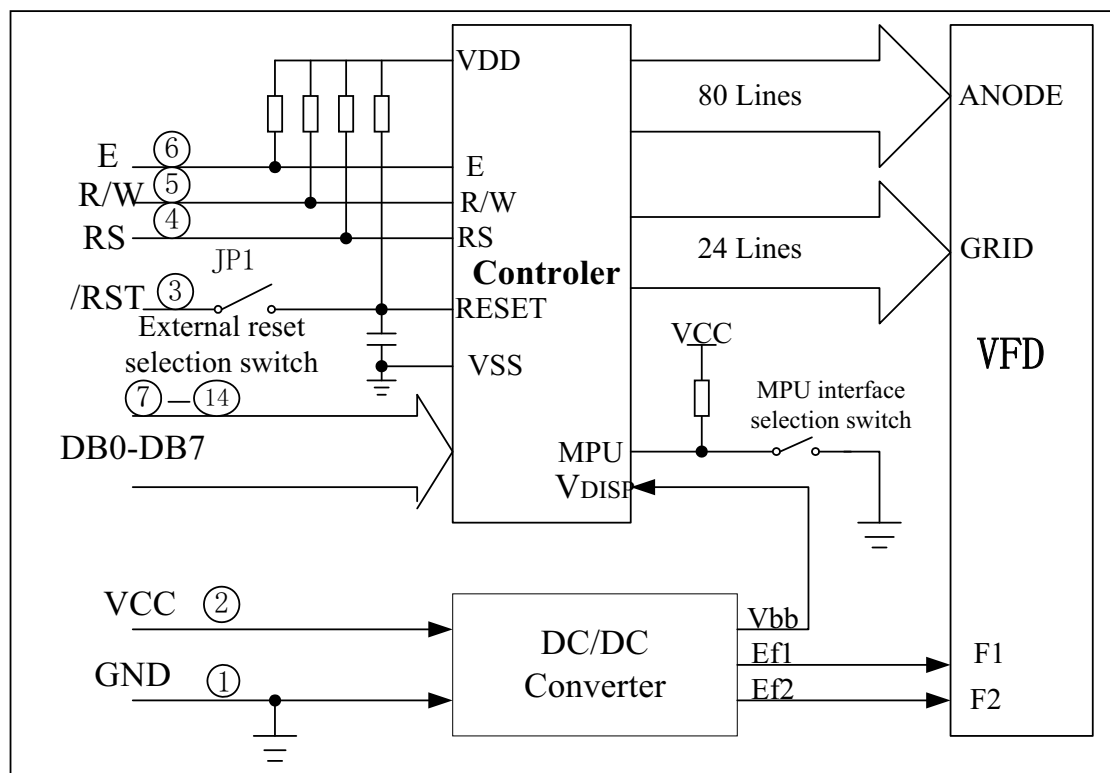 VDD
80 Lines
ANODE
E
⑥
E
R/W
⑤
R/W
RS
④
RS
24 Lines
GRID
JP1
Controler
/RST
③
RESET
External reset
selection switch
VSS
VCC
VFD
⑦—⑭
MPU interface
selection switch
DB0-DB7
MPU
VDISP
VCC
②
Vbb
DC/DC
Converter
Ef1
F1
GND
①
Ef2
F2